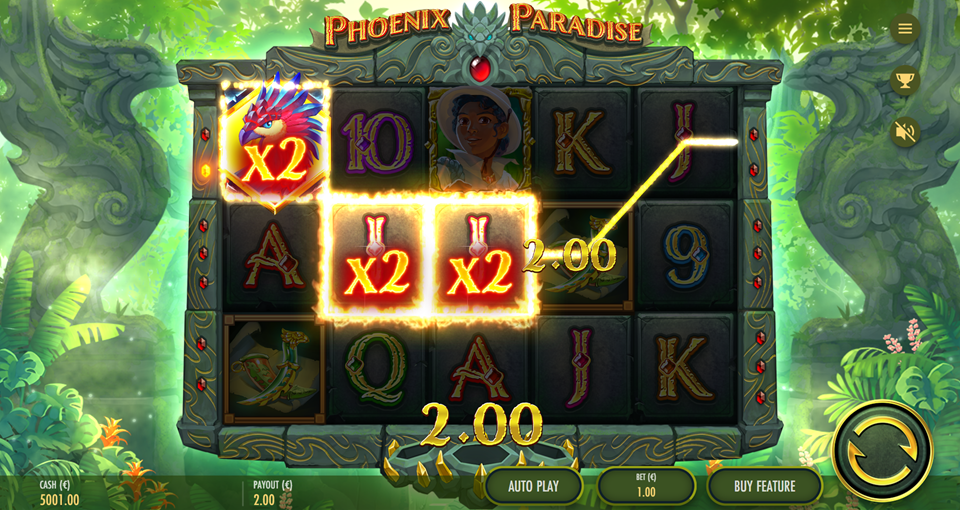 PHOENIX PARADISE
x2 10 K J
A x2 x2 2.00 9
Q A J K
2.00
CASH (€) PAYOUT (€) AUTO PLAY BET (€) BUY FEATURE
5001.00 2.00 1.00